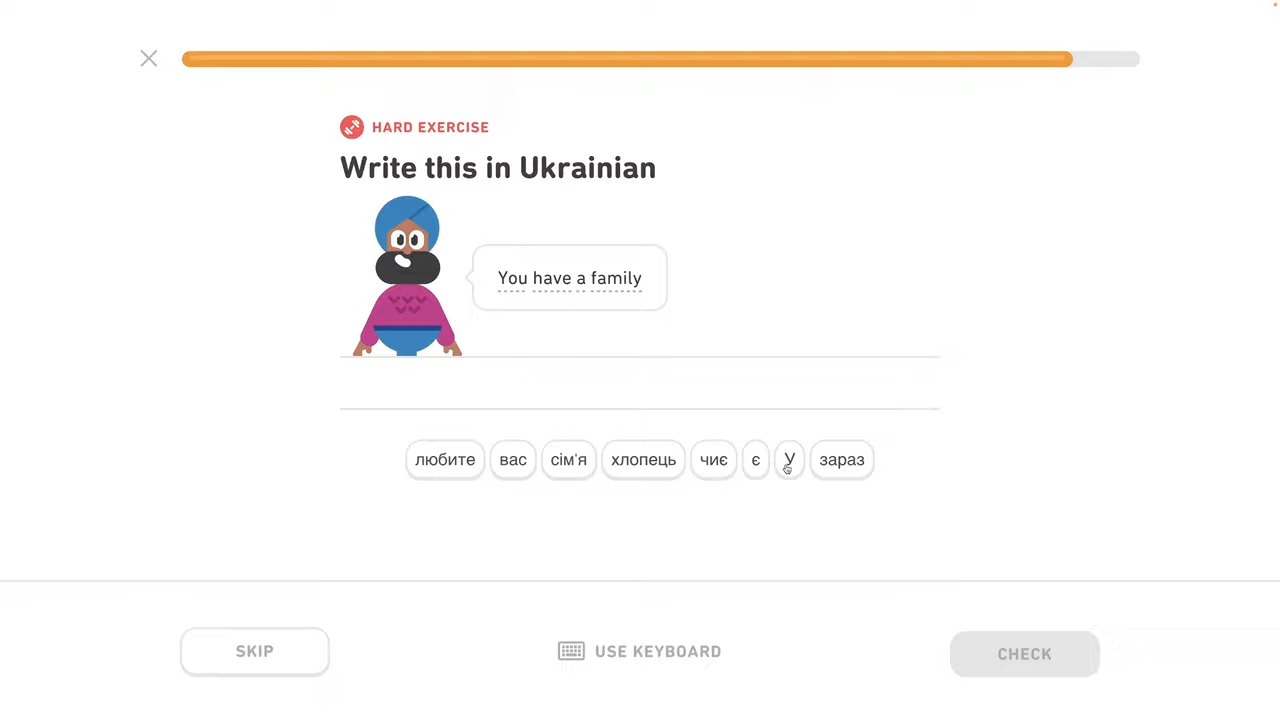 HARD EXERCISE
Write this in Ukrainian
You have a family
любите вас сім'я хлопець чиє є У зараз
SKIP USE KEYBOARD CHECK